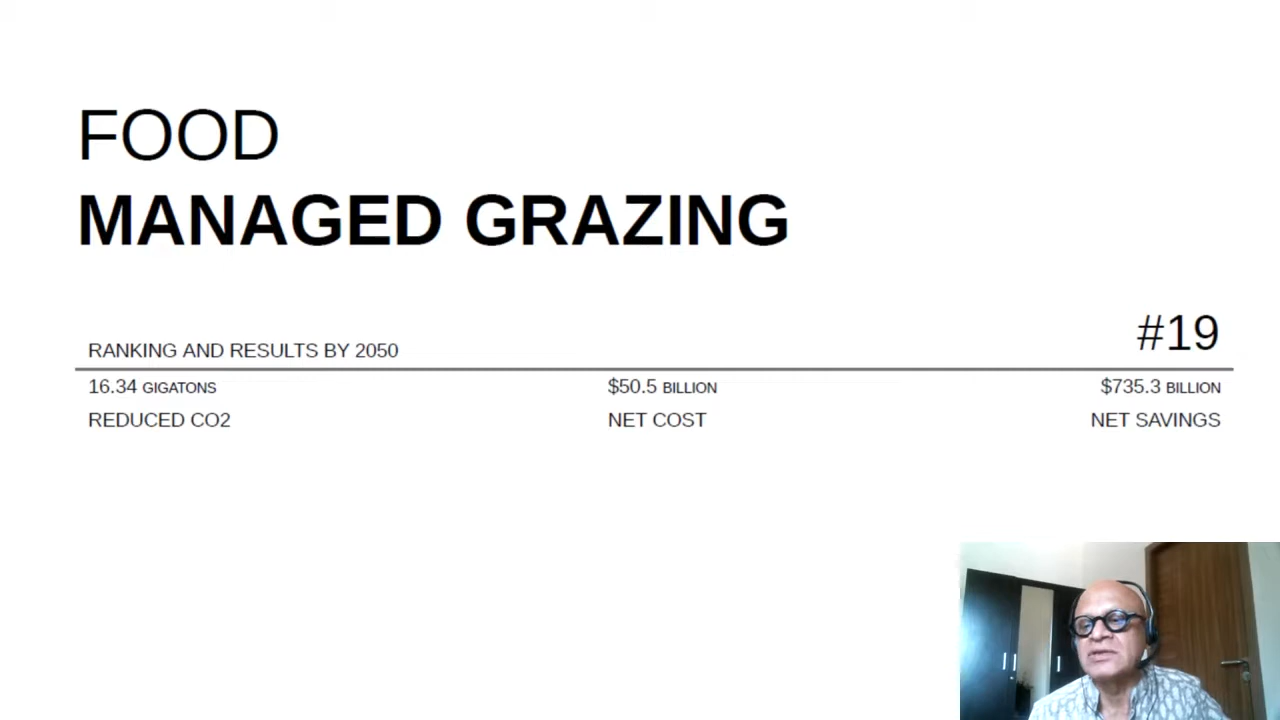 FOOD
MANAGED GRAZING
#19
RANKING AND RESULTS BY 2050
16.34 GIGATONS $50.5 BILLION $735.3 BILLION
REDUCED CO2 NET COST NET SAVINGS